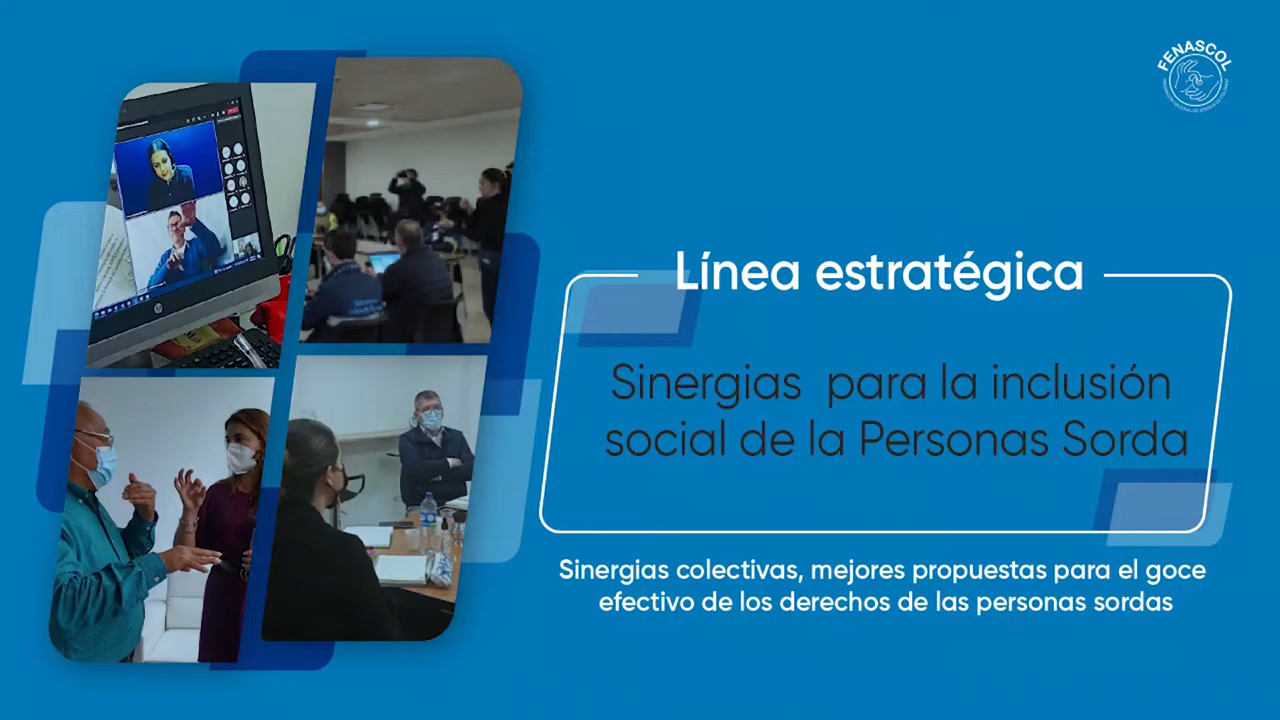 FENASCOL
Línea estratégica
Sinergias para la inclusión
social de la Personas Sorda
Sinergias colectivas, mejores propuestas para el goce
efectivo de los derechos de las personas sordas